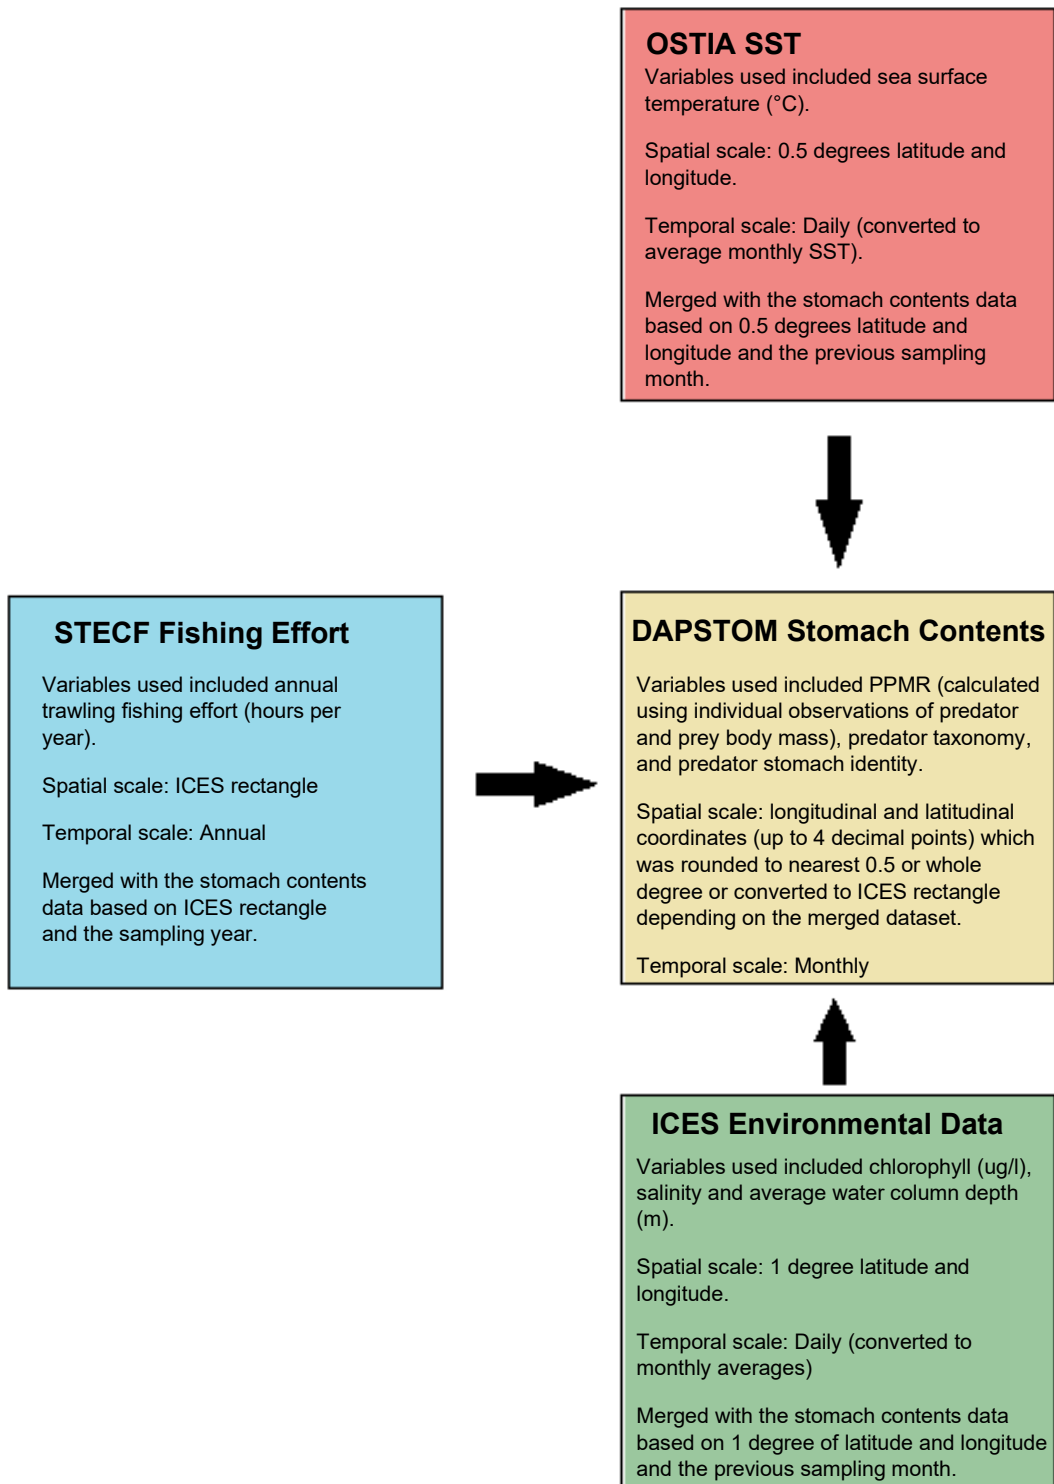 OSTIA SST
Variables used included sea surface
temperature (°C).
Spatial scale: 0.5 degrees latitude and
longitude.
Temporal scale: Daily (converted to
average monthly SST).
Merged with the stomach contents data
based on 0.5 degrees latitude and
longitude and the previous sampling
month.
STECF Fishing Effort
Variables used included annual
trawling fishing effort (hours per
year).
Spatial scale: ICES rectangle
Temporal scale: Annual
Merged with the stomach contents
data based on ICES rectangle
and the sampling year.
DAPSTOM Stomach Contents
Variables used included PPMR (calculated
using individual observations of predator
and prey body mass), predator taxonomy,
and predator stomach identity.
Spatial scale: longitudinal and latitudinal
coordinates (up to 4 decimal points) which
was rounded to nearest 0.5 or whole
degree or converted to ICES rectangle
depending on the merged dataset.
Temporal scale: Monthly
ICES Environmental Data
Variables used included chlorophyll (ug/l),
salinity and average water column depth
(m).
Spatial scale: 1 degree latitude and
longitude.
Temporal scale: Daily (converted to
monthly averages)
Merged with the stomach contents data
based on 1 degree of latitude and longitude
and the previous sampling month.